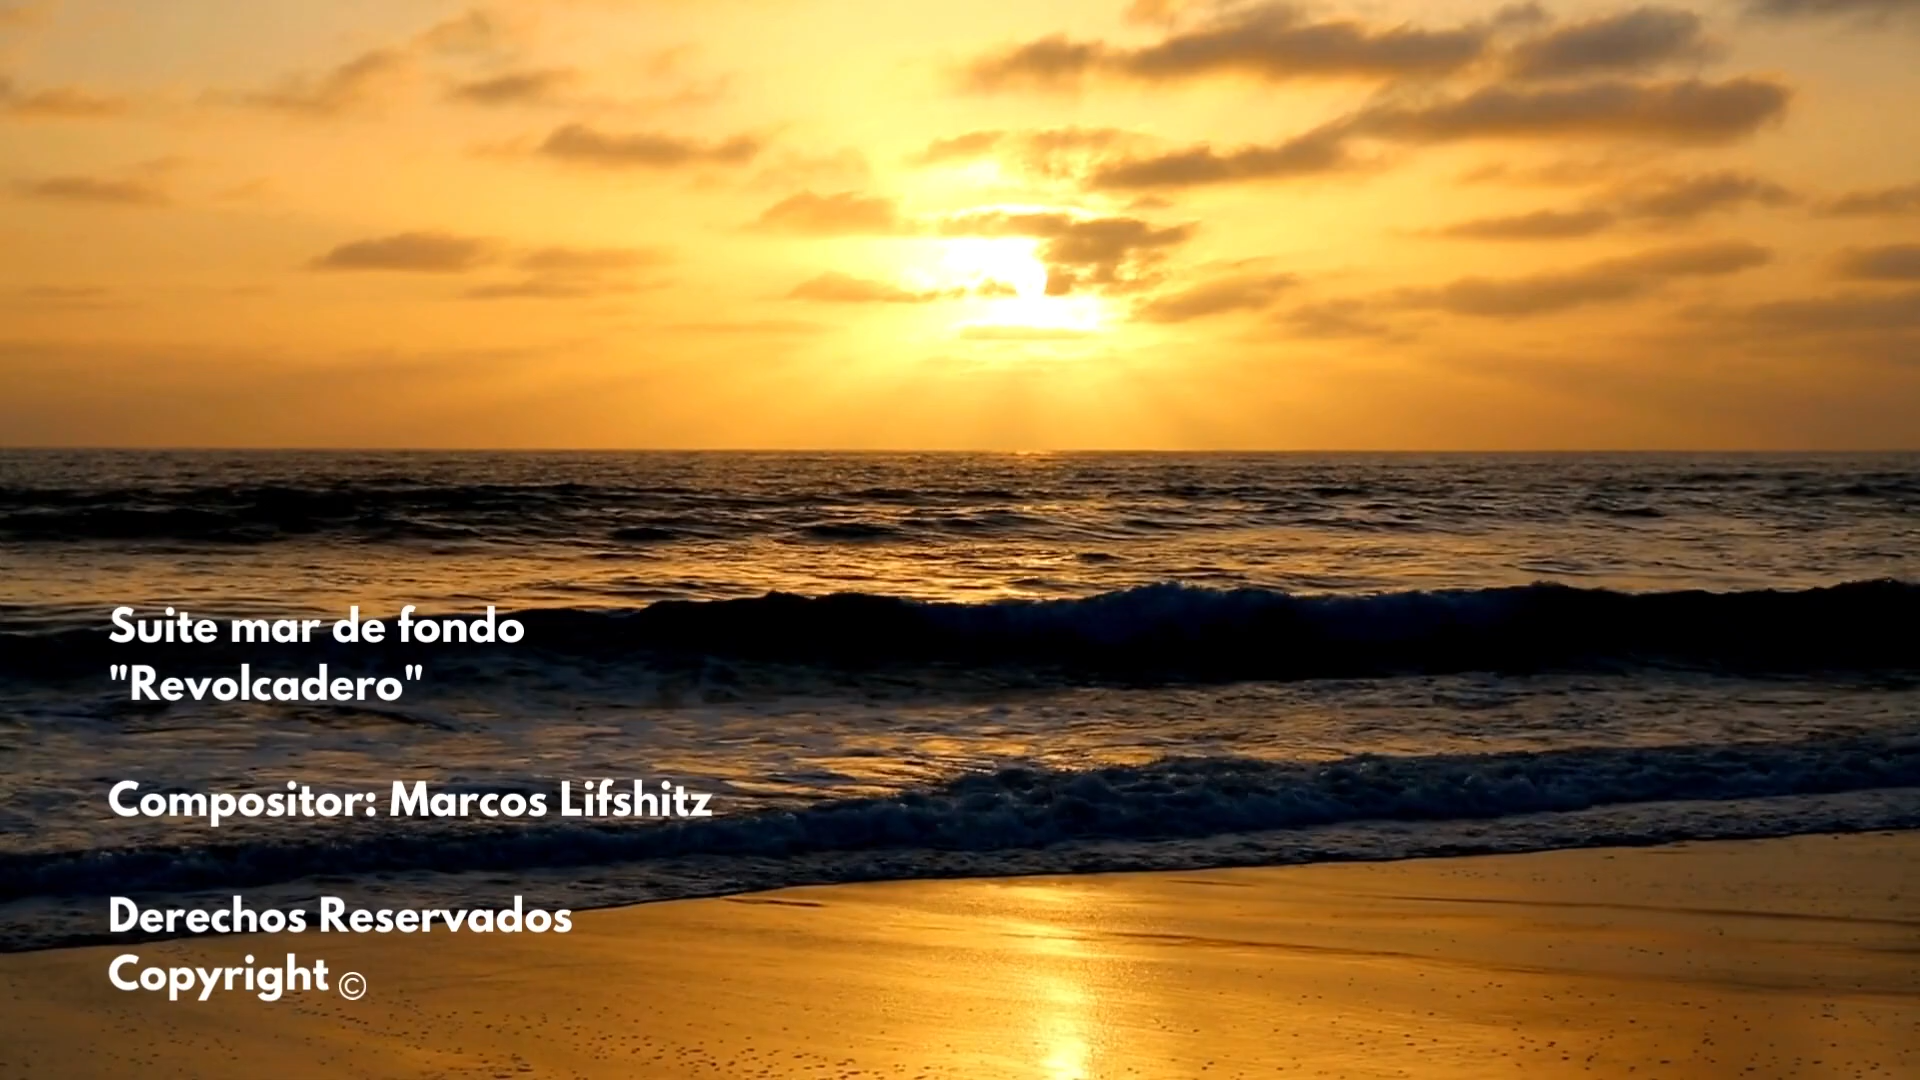 Suite mar de fondo
"Revolcadero"
Compositor: Marcos Lifshitz
Derechos Reservados
Copyright ©